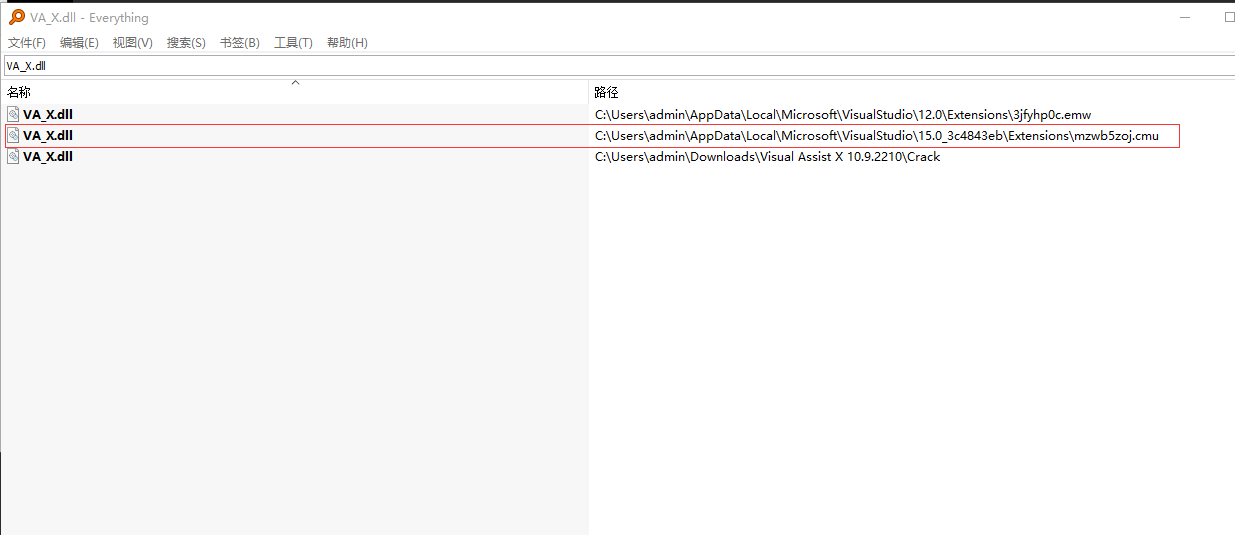 VA_X.dll - Everything
文件(F) 编辑(E) 视图(V) 搜索(S) 书签(B) 工具(T) 帮助(H)
VA_X.dll
名称 路径
VA_X.dll C:\Users\admin\AppData\Local\Microsoft\VisualStudio\12.0\Extensions\3jfyhp0c.emw
VA_X.dll C:\Users\admin\AppData\Local\Microsoft\VisualStudio\15.0_3c4843eb\Extensions\mzwb5zoj.cmu
VA_X.dll C:\Users\admin\Downloads\Visual Assist X 10.9.2210\Crack